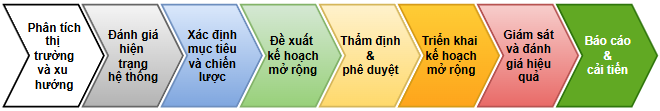 Phân tích
thị
trường và xu
hướng
Đánh giá
hiện
trạng
hệ thống
Xác định
mục tiêu
và chiến
lược
Đề xuất
kế hoạch
mở rộng
Thẩm định
&
phê duyệt
Triển khai
kế hoạch
mở rộng
Giám sát
và đánh
giá hiệu
quả
Báo cáo
&
cải tiến